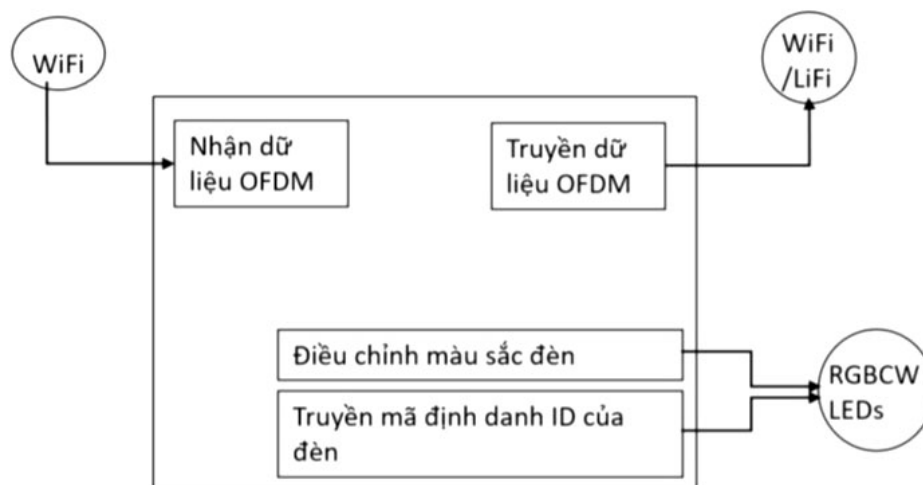 WiFi
WiFi
/LiFi
Nhận dữ
liệu OFDM
Truyền dữ
liệu OFDM
Điều chỉnh màu sắc đèn
Truyền mã định danh ID của
đèn
RGBCW
LEDs